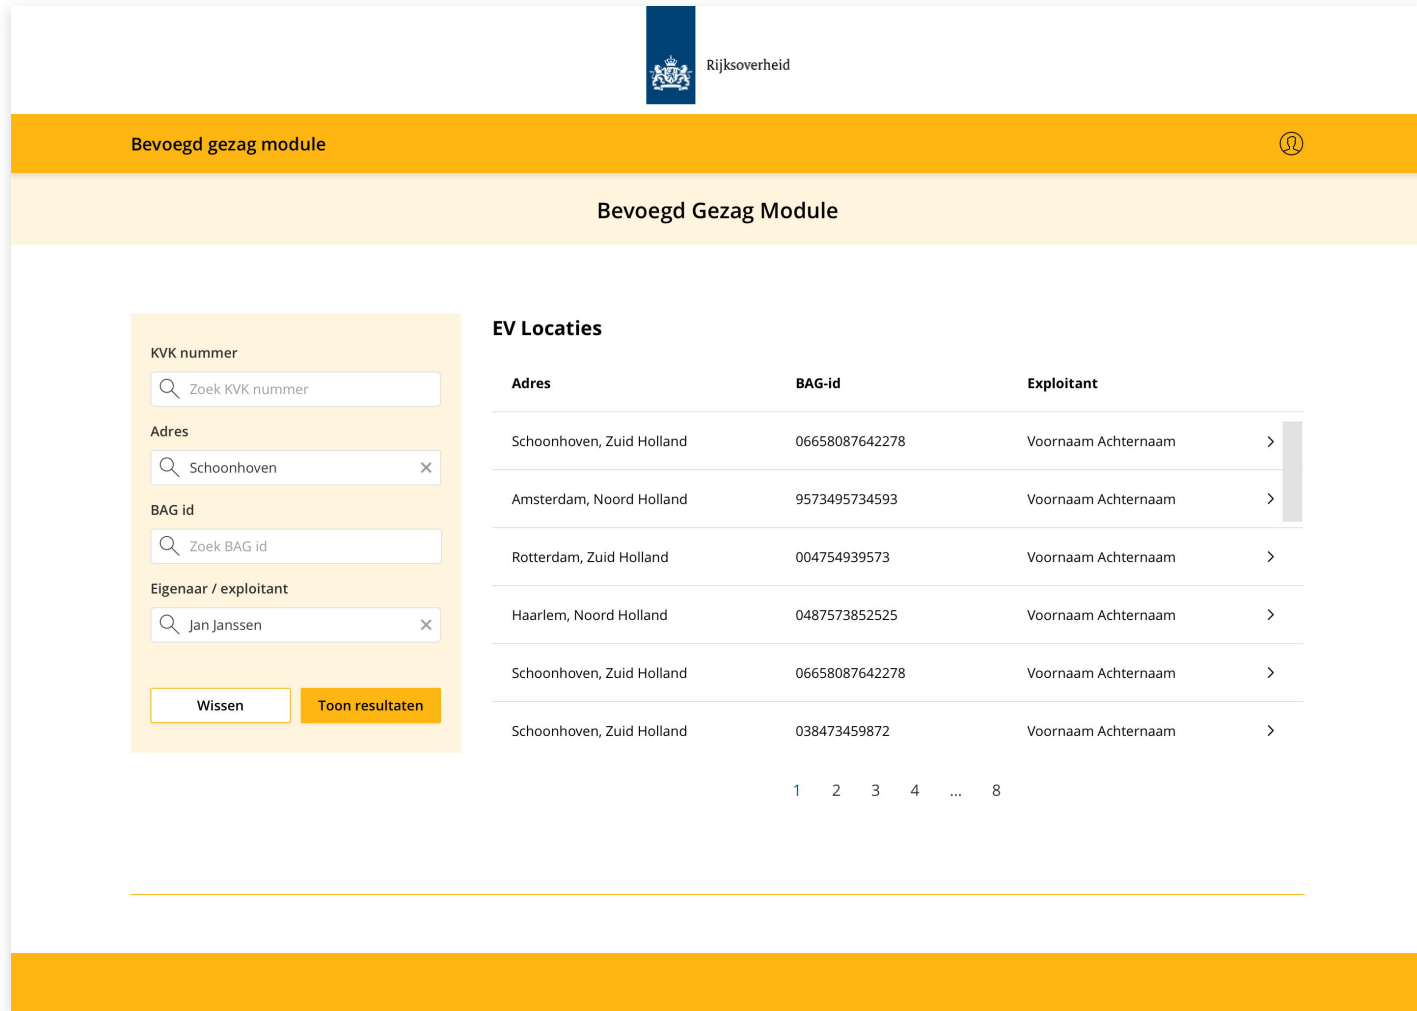 Rijksoverheid
Bevoegd gezag module
Bevoegd Gezag Module
KVK nummer
Zoek KVK nummer
Adres
Schoonhoven
BAG id
Zoek BAG id
Eigenaar / exploitant
Jan Janssen
Wissen Toon resultaten
EV Locaties
Adres BAG-id Exploitant
Schoonhoven, Zuid Holland 06658087642278 Voornaam Achternaam
Amsterdam, Noord Holland 9573495734593 Voornaam Achternaam
Rotterdam, Zuid Holland 004754939573 Voornaam Achternaam
Haarlem, Noord Holland 0487573852525 Voornaam Achternaam
Schoonhoven, Zuid Holland 06658087642278 Voornaam Achternaam
Schoonhoven, Zuid Holland 038473459872 Voornaam Achternaam
1 2 3 4 ... 8